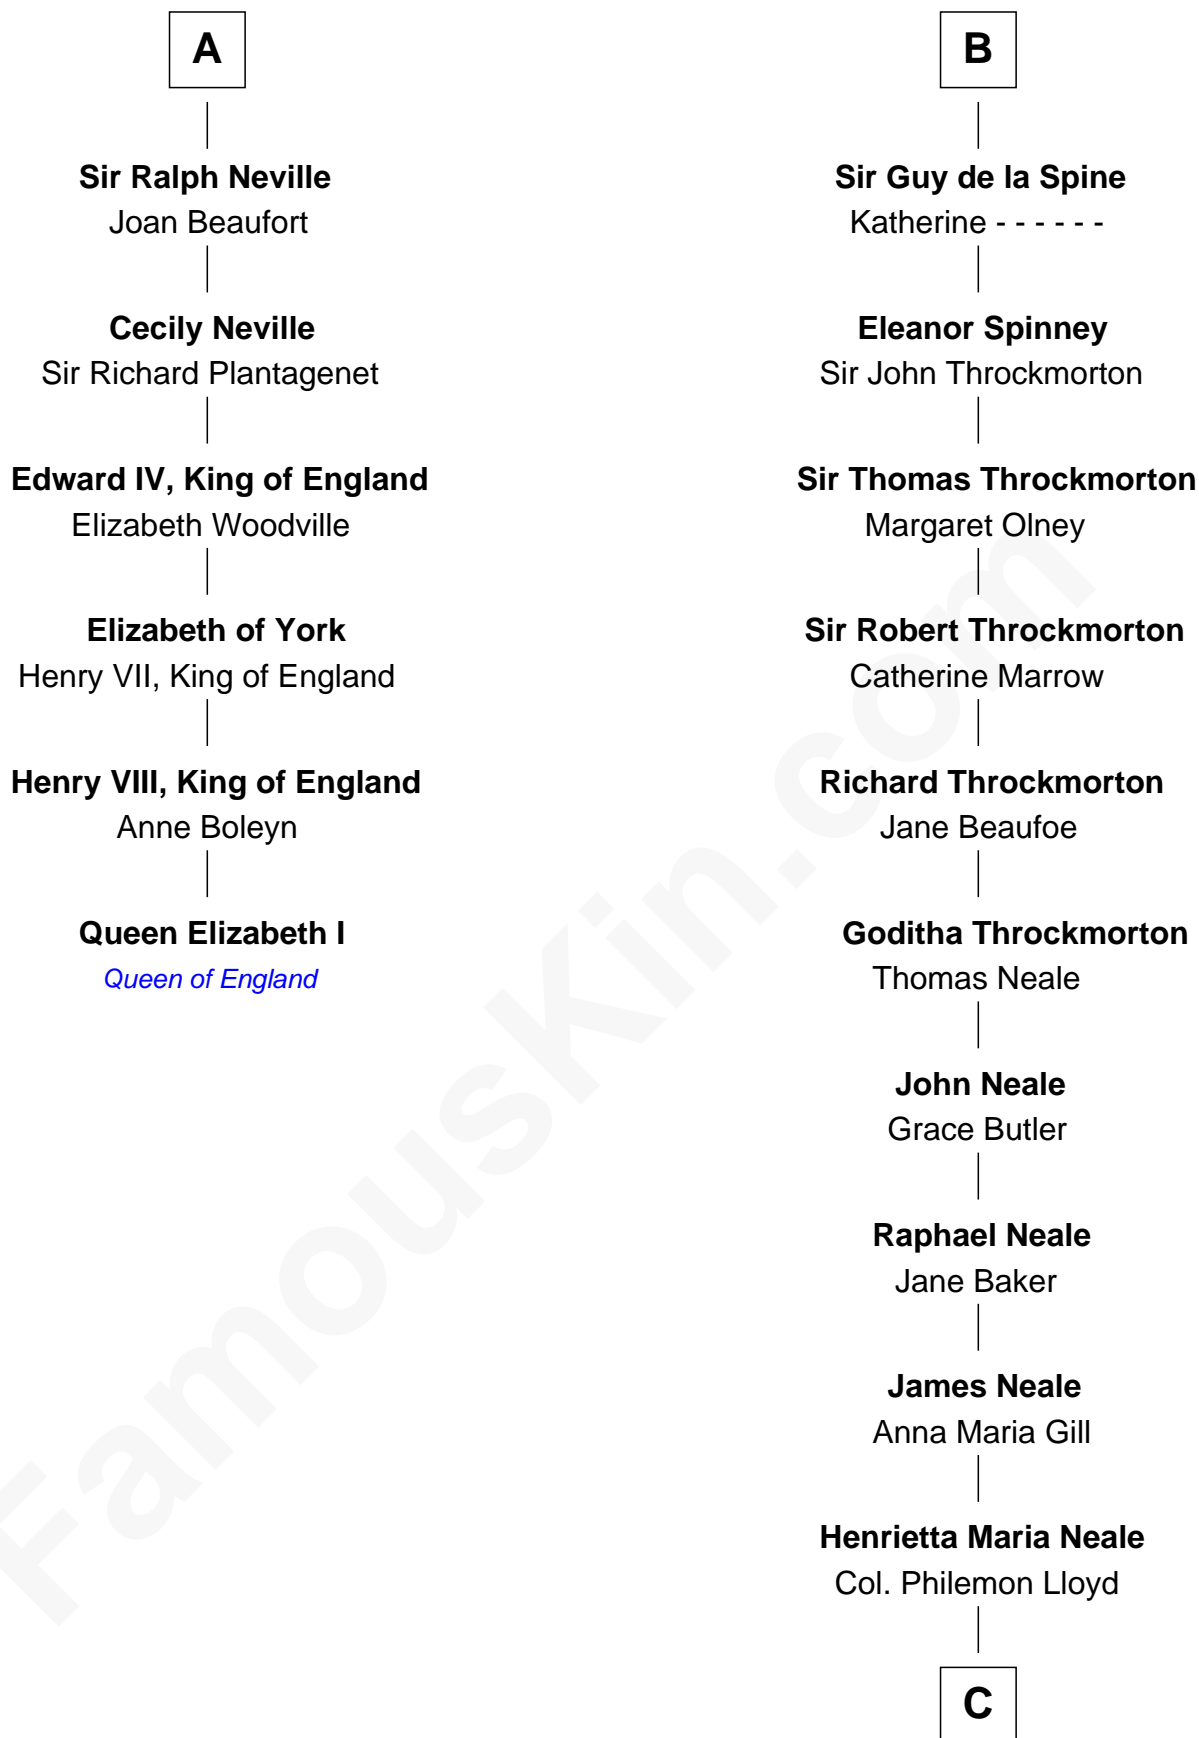 A
Sir Ralph Neville
Joan Beaufort
Cecily Neville
Sir Richard Plantagenet
Edward IV, King of England
Elizabeth Woodville
Elizabeth of York
Henry VII, King of England
Henry VIII, King of England
Anne Boleyn
Queen Elizabeth I
Queen of England
B
Sir Guy de la Spine
Katherine - - - - - -
Eleanor Spinney
Sir John Throckmorton
Sir Thomas Throckmorton
Margaret Olney
Sir Robert Throckmorton
Catherine Marrow
Richard Throckmorton
Jane Beaufoe
Goditha Throckmorton
Thomas Neale
John Neale
Grace Butler
Raphael Neale
Jane Baker
James Neale
Anna Maria Gill
Henrietta Maria Neale
Col. Philemon Lloyd
C
FamousKin.com